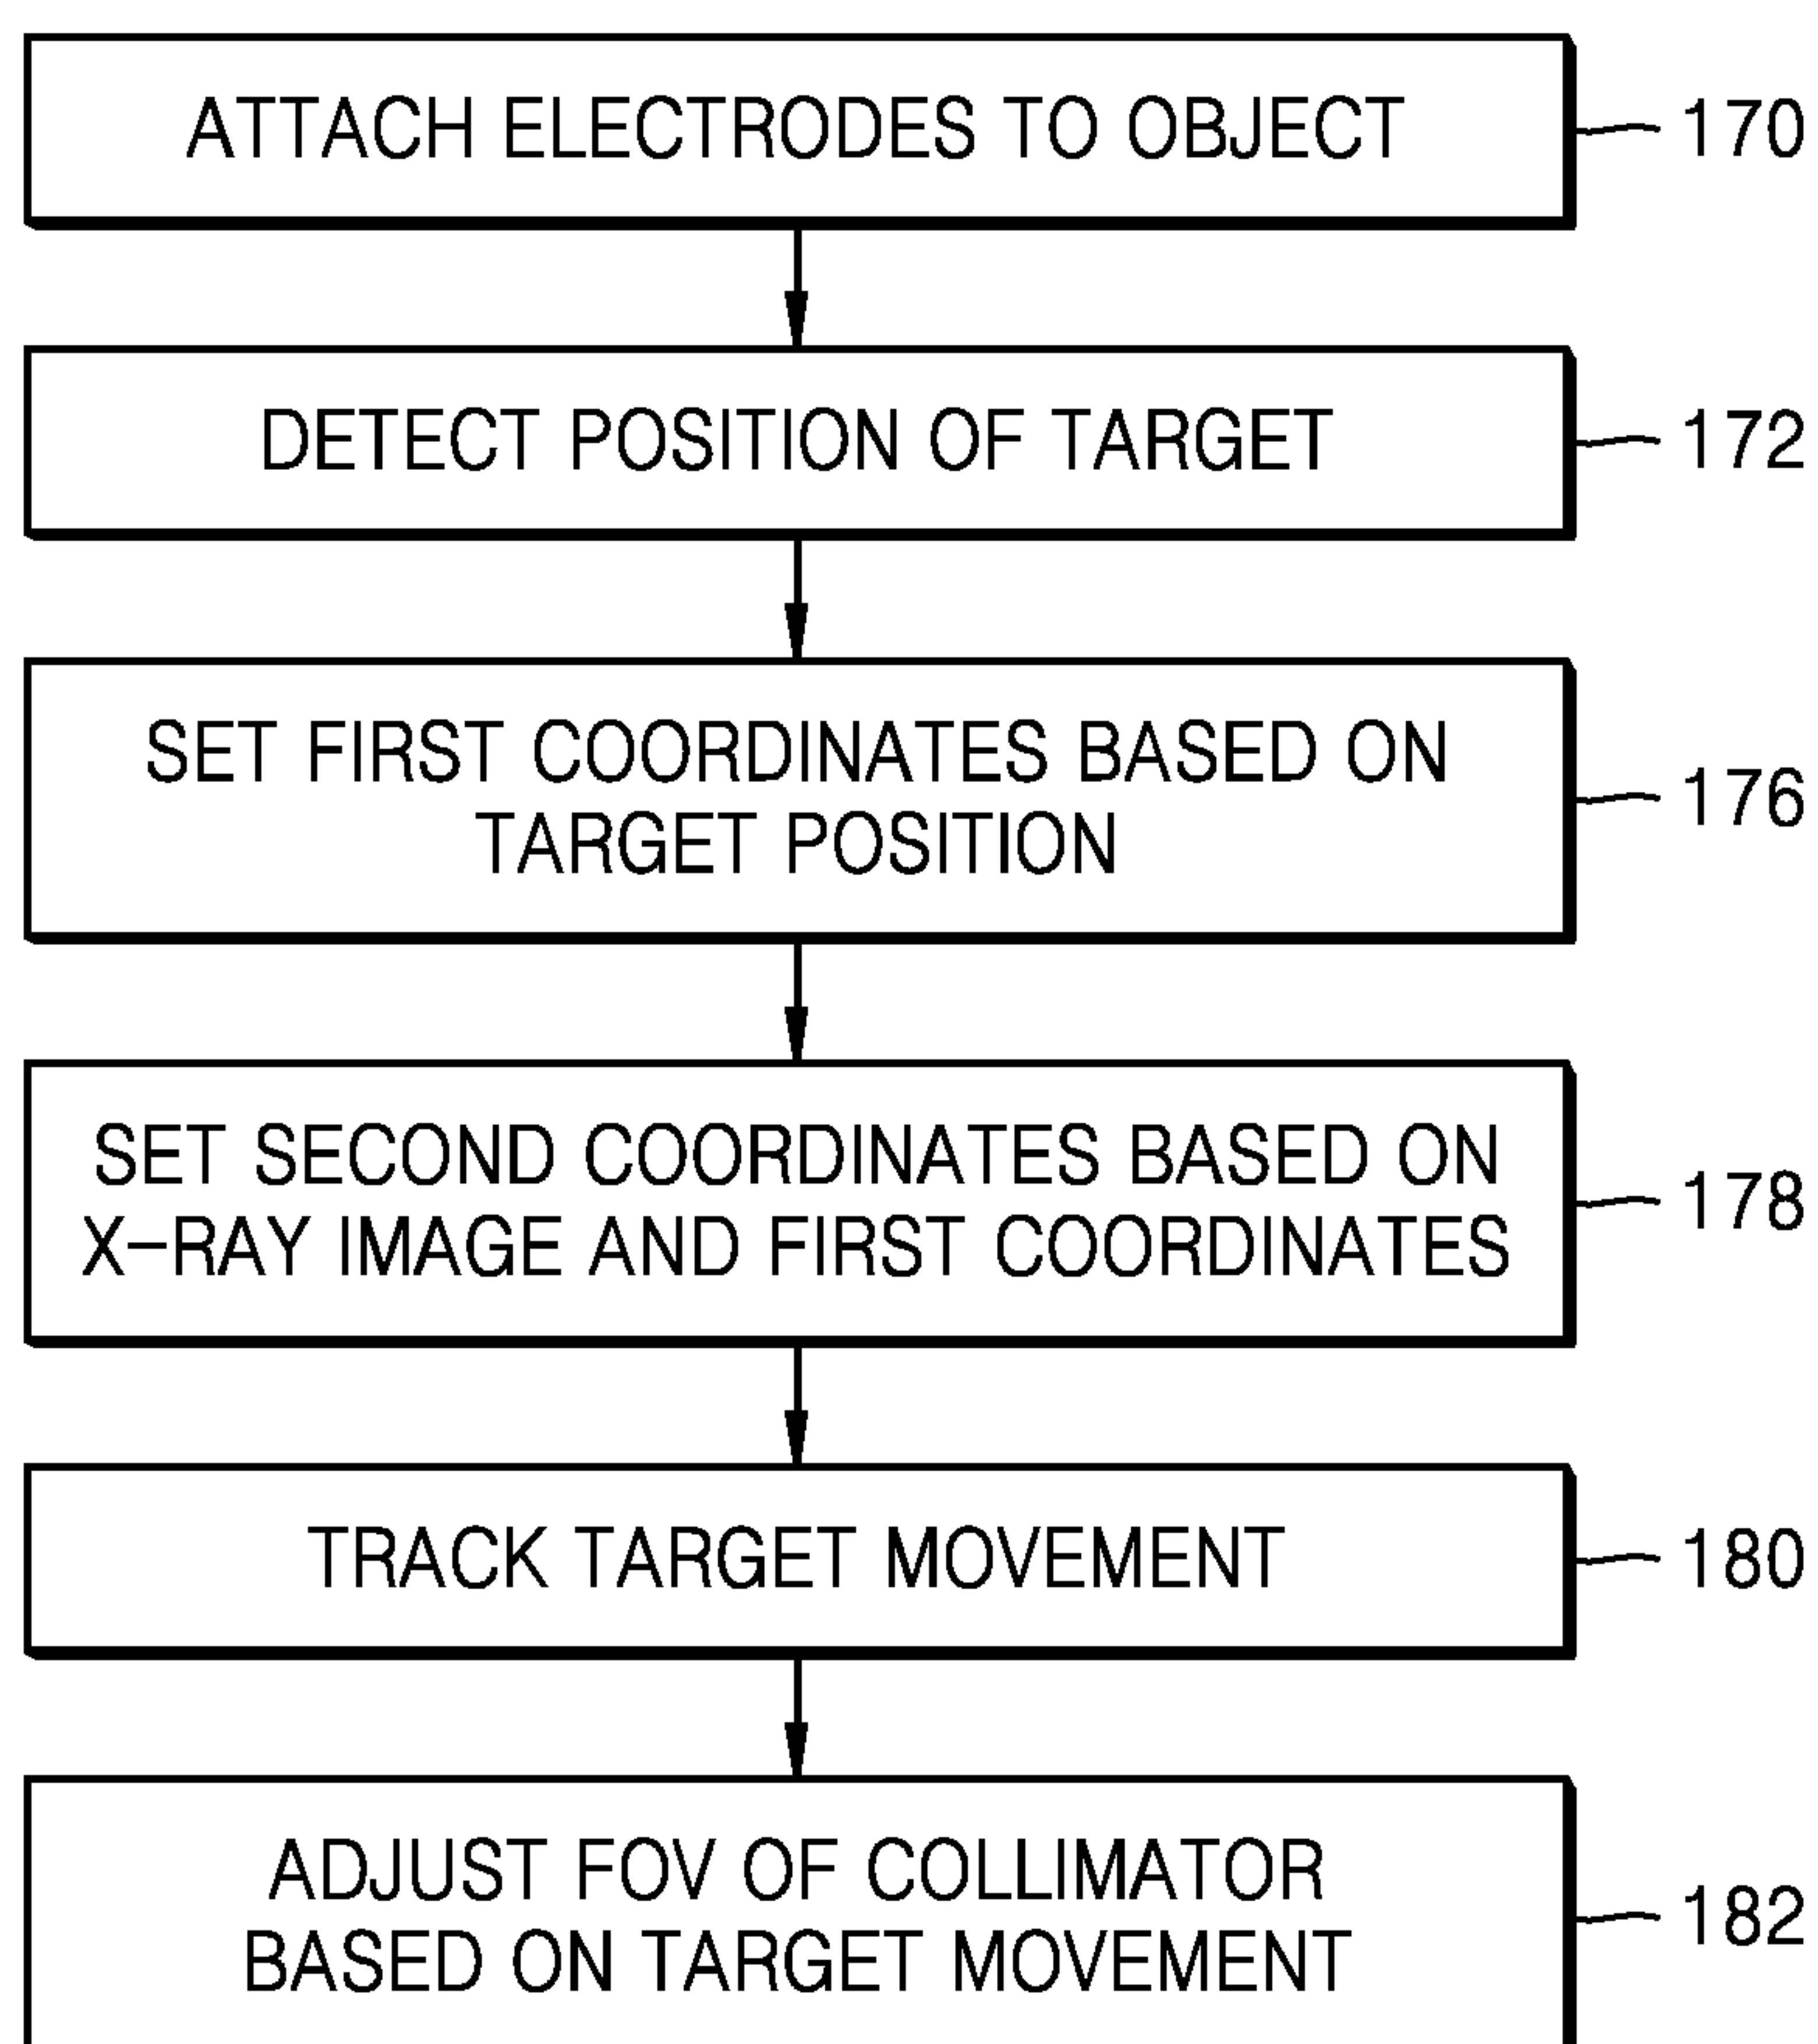 ATTACH ELECTRODES TO OBJECT
170
DETECT POSITION OF TARGET
172
SET FIRST COORDINATES BASED ON
TARGET POSITION
176
SET SECOND COORDINATES BASED ON
X-RAY IMAGE AND FIRST COORDINATES
178
TRACK TARGET MOVEMENT
180
ADJUST FOV OF COLLIMATOR
BASED ON TARGET MOVEMENT
182